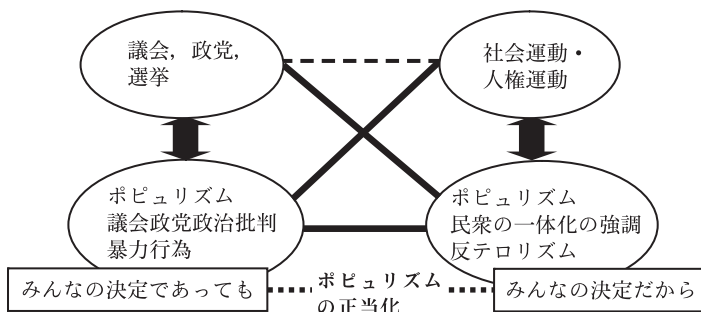 議会，政党，
選挙
社会運動・
人権運動
ポピュリズム
議会政党政治批判
暴力行為
ポピュリズム
民衆の一体化の強調
反テロリズム
みんなの決定であっても
ポピュリズム
の正当化
みんなの決定だから